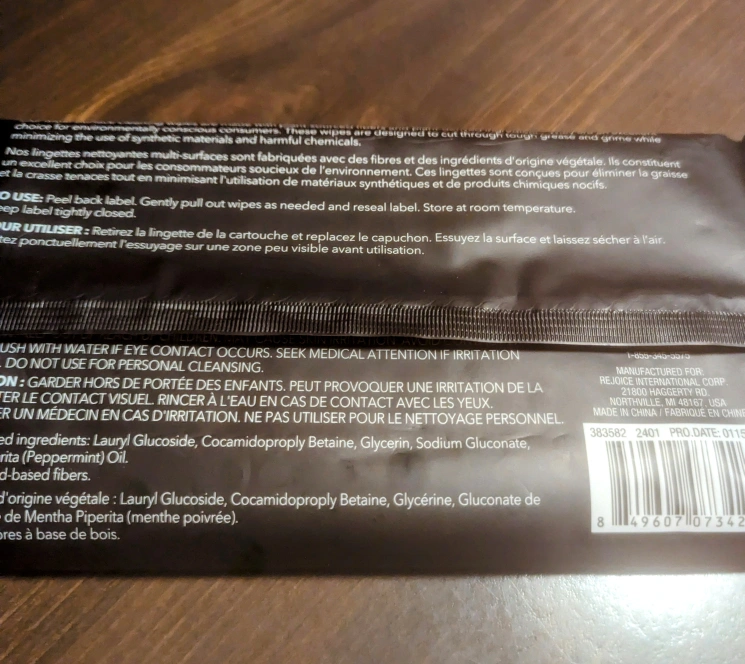 choice for environmentally conscious consumers. These wipes are designed to cut through tough grease and grime while
minimizing the use of synthetic materials and harmful chemicals.
Nos lingettes nettoyantes multi-surfaces sont fabriquées avec des fibres et des ingrédients d'origine végétale. Ils constituent
un excellent choix pour les consommateurs soucieux de l'environnement. Ces lingettes sont conçues pour éliminer la graisse
et la crasse tenaces tout en minimisant l'utilisation de matériaux synthétiques et de produits chimiques nocifs.
O USE: Peel back label. Gently pull out wipes as needed and reseal label. Store at room temperature.
eep label tightly closed.
UR UTILISER : Retirez la lingette de la cartouche et replacez le capuchon. Essuyez la surface et laissez sécher à l'air.
tez ponctuellement l'essuyage sur une zone peu visible avant utilisation.
USH WITH WATER IF EYE CONTACT OCCURS. SEEK MEDICAL ATTENTION IF IRRITATION
. DO NOT USE FOR PERSONAL CLEANSING.
ON : GARDER HORS DE PORTÉE DES ENFANTS. PEUT PROVOQUER UNE IRRITATION DE LA
TER LE CONTACT VISUEL. RINCER À L'EAU EN CAS DE CONTACT AVEC LES YEUX.
ER UN MÉDECIN EN CAS D'IRRITATION. NE PAS UTILISER POUR LE NETTOYAGE PERSONNEL.
ed ingredients: Lauryl Glucoside, Cocamidoproply Betaine, Glycerin, Sodium Gluconate,
rita (Peppermint) Oil.
d-based fibers.
d'origine végétale : Lauryl Glucoside, Cocamidoproply Betaine, Glycérine, Gluconate de
de Mentha Piperita (menthe poivrée).
res à base de bois.
1-855-345-5575
MANUFACTURED FOR:
REJOICE INTERNATIONAL CORP.
21800 HAGGERTY RD.
NORTHVILLE, MI 48167, USA
MADE IN CHINA / FABRIQUÉ EN CHINE
383582 2401 PRO.DATE: 0115
8 49607 07342